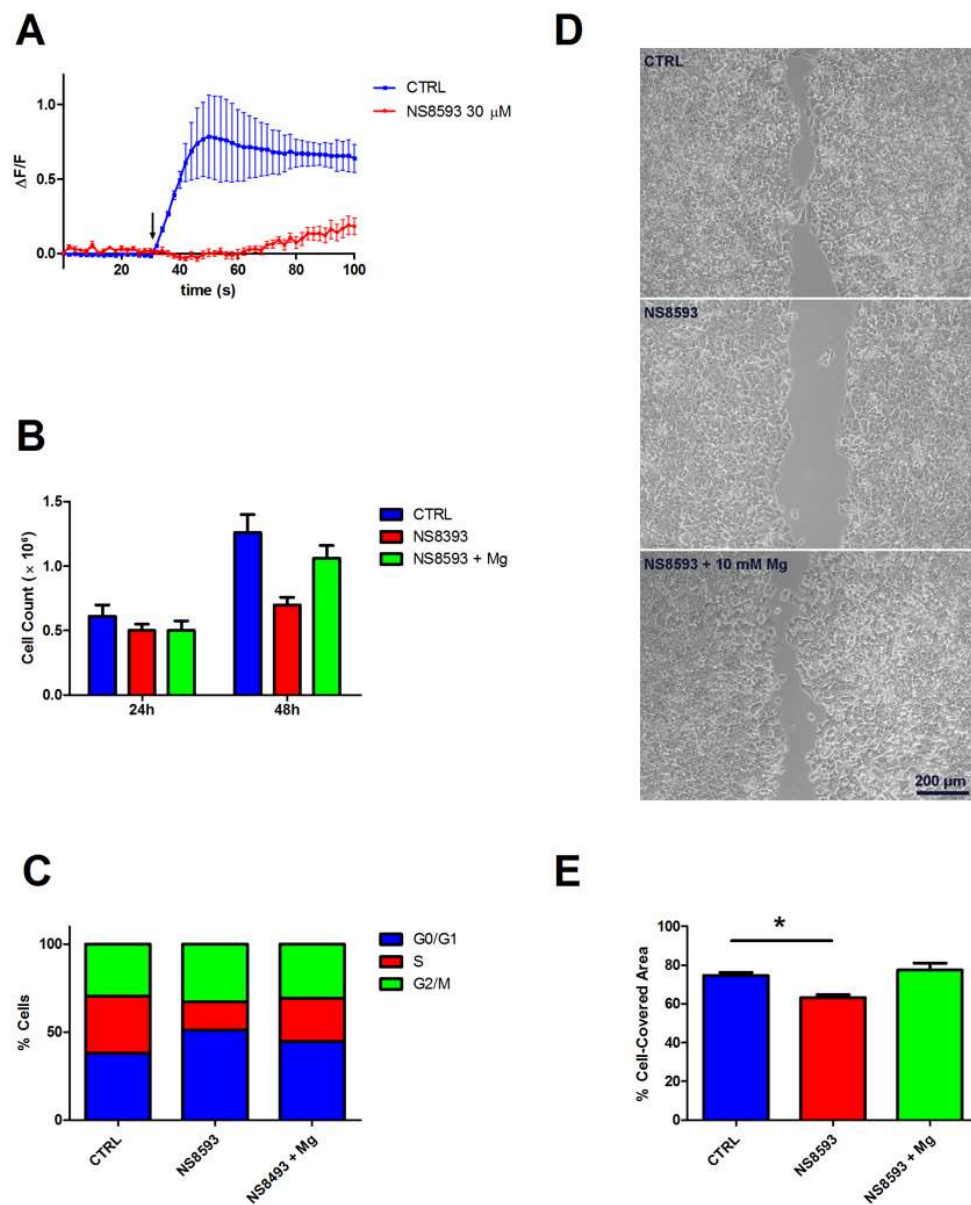 A
1.0
0.5
0.0
ΔF/F
20
40
60
80
100
time (s)
CTRL
NS8593 30 μM
B
1.5
1.0
0.5
0.0
Cell Count ( × 10⁶)
24h
48h
CTRL
NS8393
NS8593 + Mg
C
100
50
0
% Cells
CTRL
NS8593
NS8493 + Mg
G0/G1
S
G2/M
D
CTRL
NS8593
NS8593 + 10 mM Mg
200 μm
E
100
80
60
40
20
0
% Cell-Covered Area
*
CTRL
NS8593
NS8593 + Mg